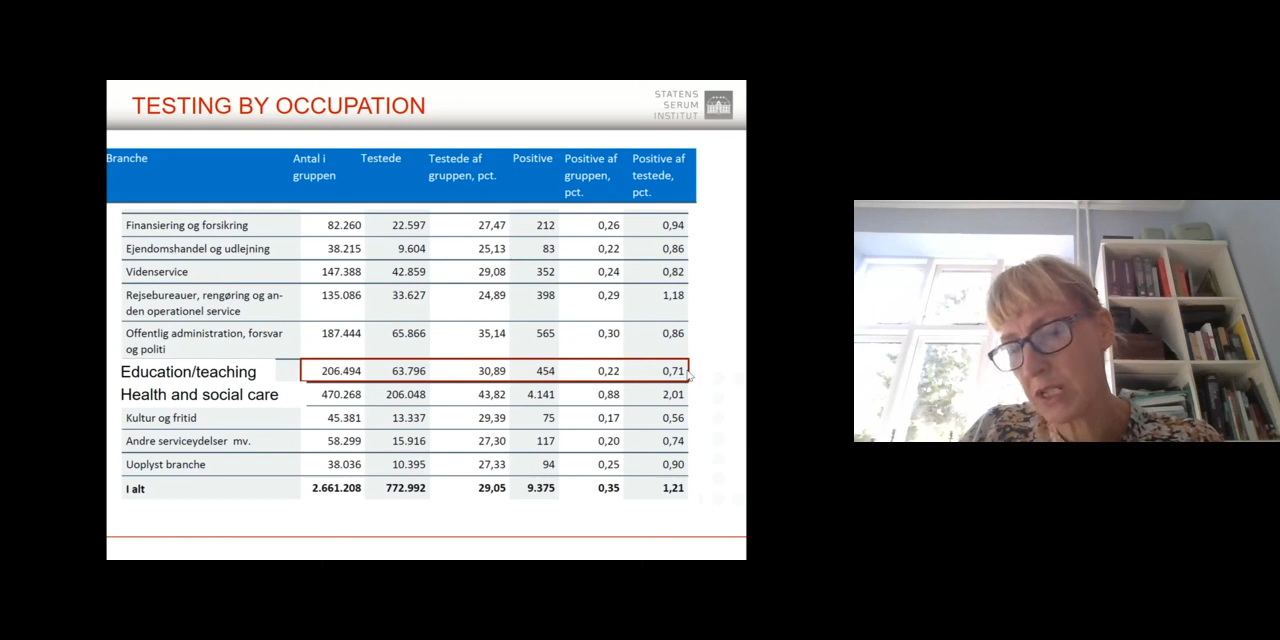 TESTING BY OCCUPATION
STATENS
SERUM
INSTITUT
Branche Antal i Testede Testede af Positive Positive af Positive af
gruppen gruppen, pct. gruppen, testede,
pct. pct.
Finansiering og forsikring 82.260 22.597 27,47 212 0,26 0,94
Ejendomshandel og udlejning 38.215 9.604 25,13 83 0,22 0,86
Videnservice 147.388 42.859 29,08 352 0,24 0,82
Rejsebureauer, rengøring og an- 135.086 33.627 24,89 398 0,29 1,18
den operationel service
Offentlig administration, forsvar 187.444 65.866 35,14 565 0,30 0,86
og politi
Education/teaching 206.494 63.796 30,89 454 0,22 0,71
Health and social care 470.268 206.048 43,82 4.141 0,88 2,01
Kultur og fritid 45.381 13.337 29,39 75 0,17 0,56
Andre serviceydelser mv. 58.299 15.916 27,30 117 0,20 0,74
Uoplyst branche 38.036 10.395 27,33 94 0,25 0,90
I alt 2.661.208 772.992 29,05 9.375 0,35 1,21